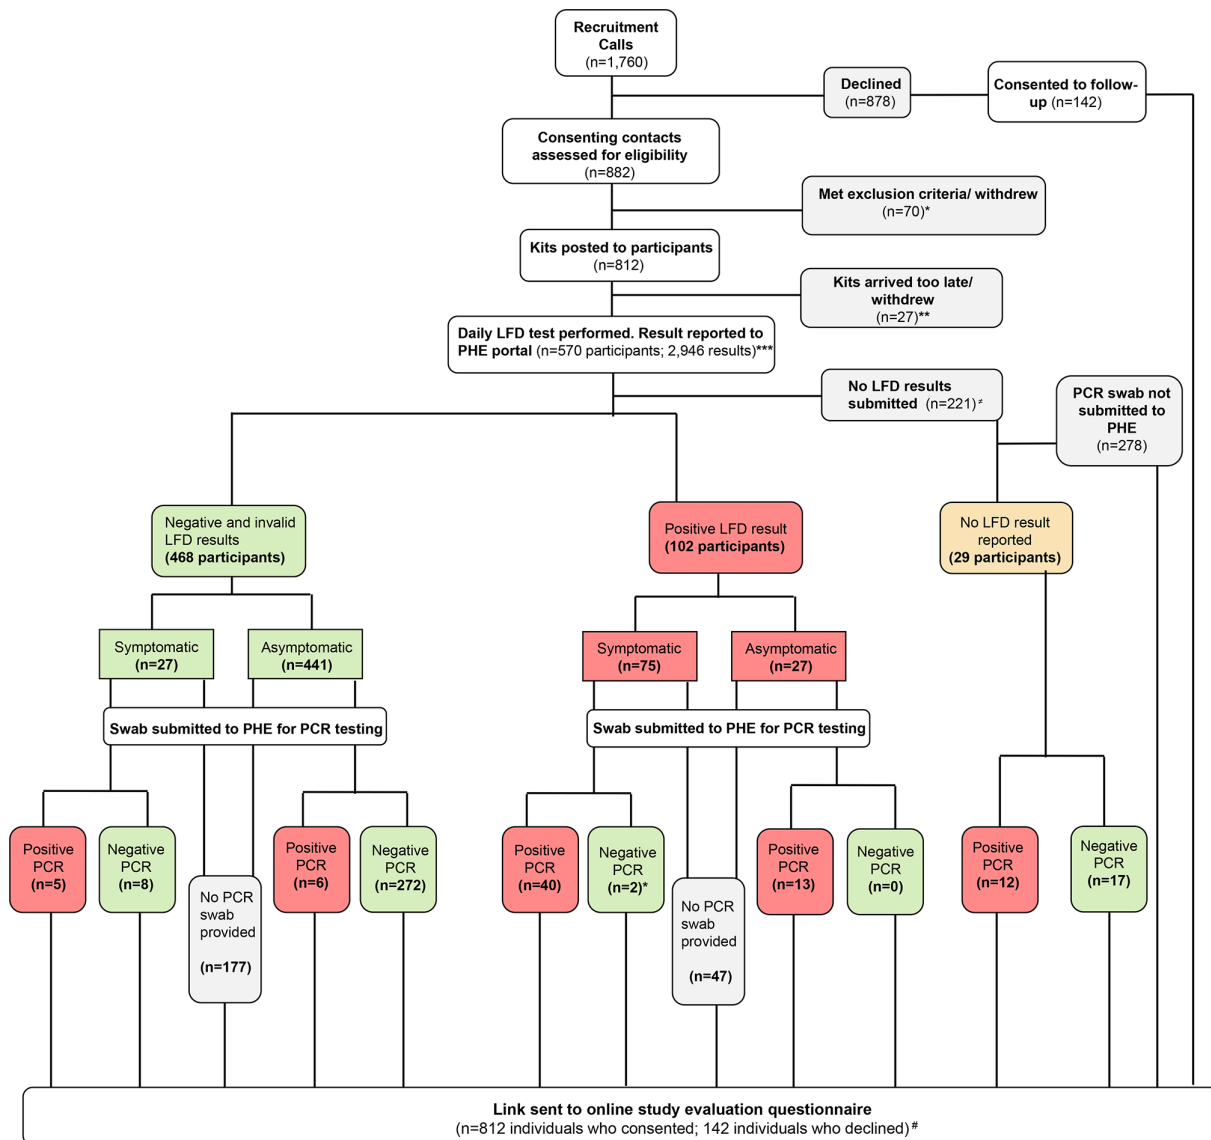 Recruitment
Calls
(n=1,760)
Declined
(n=878)
Consented to follow-
up (n=142)
Consenting contacts
assessed for eligibility
(n=882)
Met exclusion criteria/ withdrew
(n=70)*
Kits posted to participants
(n=812)
Kits arrived too late/
withdrew
(n=27)**
Daily LFD test performed. Result reported to
PHE portal (n=570 participants; 2,946 results)***
No LFD results
submitted (n=221)≠
PCR swab not
submitted to
PHE
(n=278)
Negative and invalid
LFD results
(468 participants)
Positive LFD result
(102 participants)
No LFD result
reported
(29 participants)
Symptomatic
(n=27)
Asymptomatic
(n=441)
Symptomatic
(n=75)
Asymptomatic
(n=27)
Swab submitted to PHE for PCR testing
Swab submitted to PHE for PCR testing
Positive
PCR
(n=5)
Negative
PCR
(n=8)
No PCR
swab
provided
(n=177)
Positive
PCR
(n=6)
Negative
PCR
(n=272)
Positive
PCR
(n=40)
Negative
PCR
(n=2)*
No PCR
swab
provided
(n=47)
Positive
PCR
(n=13)
Negative
PCR
(n=0)
Positive
PCR
(n=12)
Negative
PCR
(n=17)
Link sent to online study evaluation questionnaire
(n=812 individuals who consented; 142 individuals who declined)#